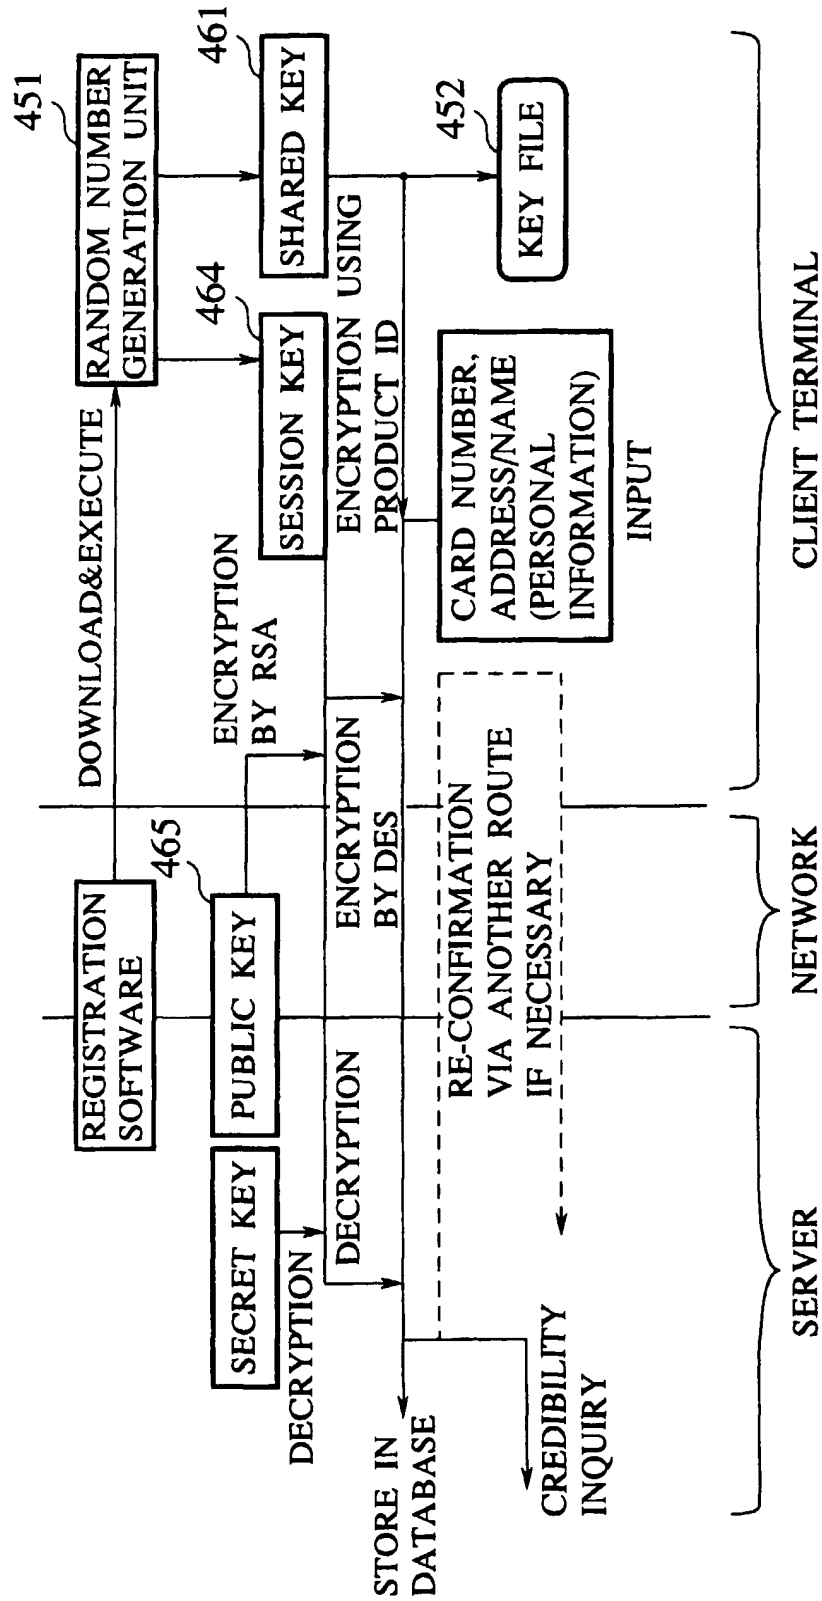 451
RANDOM NUMBER
GENERATION UNIT
DOWNLOAD&EXECUTE
REGISTRATION
SOFTWARE
461
SHARED KEY
464
SESSION KEY
ENCRYPTION
BY RSA
465
PUBLIC KEY
SECRET KEY
DECRYPTION
ENCRYPTION USING
PRODUCT ID
ENCRYPTION
BY DES
DECRYPTION
452
KEY FILE
CARD NUMBER,
ADDRESS/NAME
(PERSONAL
INFORMATION)
INPUT
RE-CONFIRMATION
VIA ANOTHER ROUTE
IF NECESSARY
STORE IN
DATABASE
CREDIBILITY
INQUIRY
SERVER
NETWORK
CLIENT TERMINAL